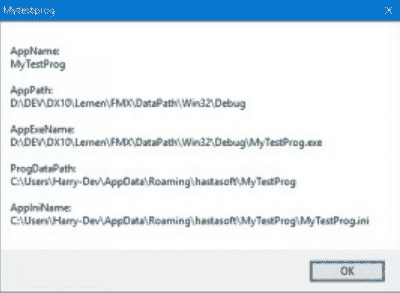 Mytestprog
AppName:
MyTestProg
AppPath:
D:\DEV\DX10\Lernen\FMX\DataPath\Win32\Debug
AppExeName:
D:\DEV\DX10\Lernen\FMX\DataPath\Win32\Debug\MyTestProg.exe
ProgDataPath:
C:\Users\Harry-Dev\AppData\Roaming\hastasoft\MyTestProg
AppIniName:
C:\Users\Harry-Dev\AppData\Roaming\hastasoft\MyTestProg\MyTestProg.ini
OK